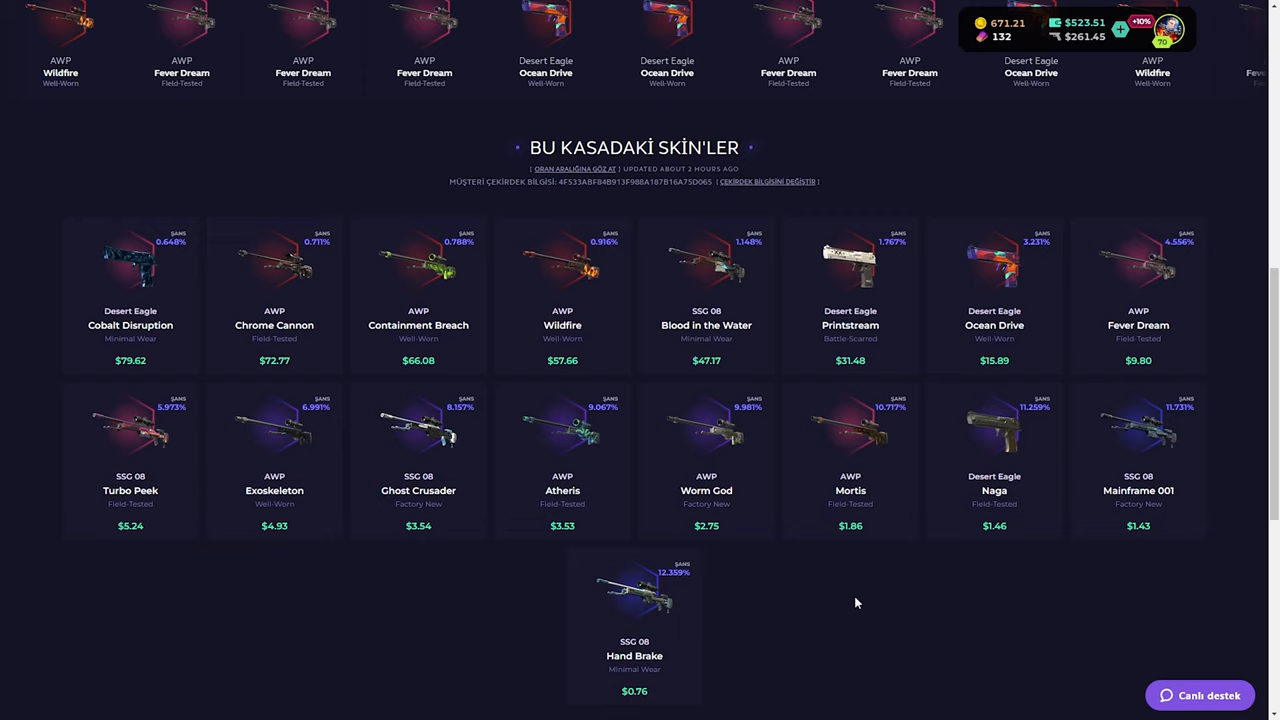 671.21
132
$523.51
$261.45
+10%
70
AWP
Wildfire
Well-Worn
AWP
Fever Dream
Field-Tested
AWP
Fever Dream
Field-Tested
AWP
Fever Dream
Field-Tested
Desert Eagle
Ocean Drive
Well-Worn
Desert Eagle
Ocean Drive
Well-Worn
AWP
Fever Dream
Field-Tested
AWP
Fever Dream
Field-Tested
Desert Eagle
Ocean Drive
Well-Worn
AWP
Wildfire
Well-Worn
BU KASADAKİ SKİN'LER
[ ORAN ARALIĞINA GÖZ AT ] UPDATED ABOUT 2 HOURS AGO
MÜŞTERİ ÇEKİRDEK BİLGİSİ: 4F533ABF84B913F988A187B16A75D065 [ ÇEKİRDEK BİLGİSİNİ DEĞİŞTİR ]
ŞANS
0.648%
Desert Eagle
Cobalt Disruption
Minimal Wear
$79.62
ŞANS
0.711%
AWP
Chrome Cannon
Field-Tested
$72.77
ŞANS
0.788%
AWP
Containment Breach
Well-Worn
$66.08
ŞANS
0.916%
AWP
Wildfire
Well-Worn
$57.66
ŞANS
1.148%
SSG 08
Blood in the Water
Minimal Wear
$47.17
ŞANS
1.767%
Desert Eagle
Printstream
Battle-Scarred
$31.48
ŞANS
3.231%
Desert Eagle
Ocean Drive
Well-Worn
$15.89
ŞANS
4.556%
AWP
Fever Dream
Field-Tested
$9.80
ŞANS
5.973%
SSG 08
Turbo Peek
Field-Tested
$5.24
ŞANS
6.991%
AWP
Exoskeleton
Well-Worn
$4.93
ŞANS
8.157%
SSG 08
Ghost Crusader
Factory New
$3.54
ŞANS
9.067%
AWP
Atheris
Field-Tested
$3.53
ŞANS
9.981%
AWP
Worm God
Factory New
$2.75
ŞANS
10.717%
AWP
Mortis
Field-Tested
$1.86
ŞANS
11.259%
Desert Eagle
Naga
Field-Tested
$1.46
ŞANS
11.731%
SSG 08
Mainframe 001
Factory New
$1.43
ŞANS
12.359%
SSG 08
Hand Brake
Minimal Wear
$0.76
Canlı destek